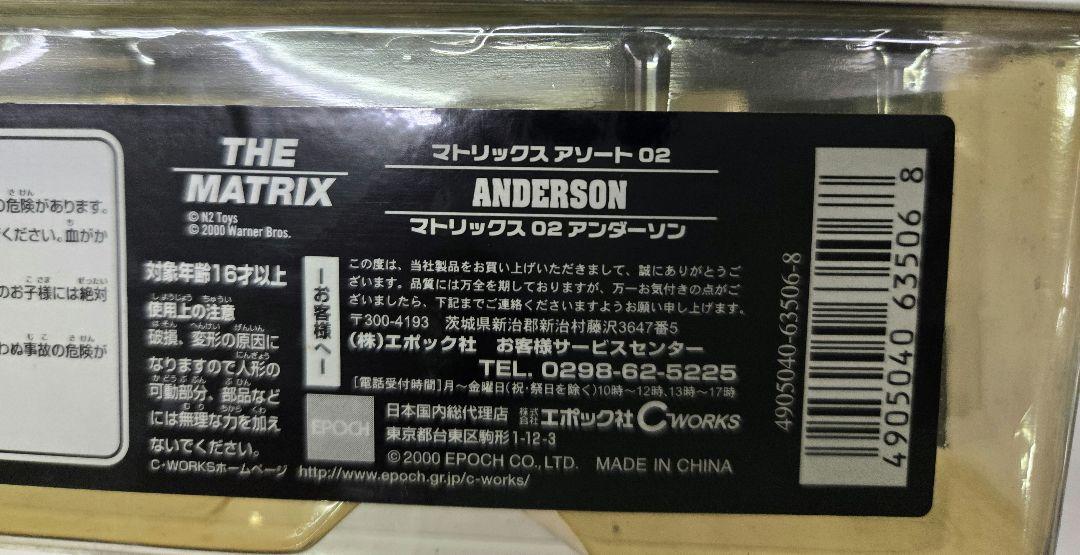 の危険があります。
ください。血がか
のお子様には絶対
わぬ事故の危険が
THE
MATRIX
© N2 Toys
© 2000 Warner Bros.
対象年齢16才以上
使用上の注意
破損、変形の原因に
なりますので人形の
可動部分、部品など
には無理な力を加え
ないでください。
C・WORKSホームページ http://www.epoch.gr.jp/c-works/
マトリックス アソート 02
ANDERSON
マトリックス 02 アンダーソン
ーお客様へー
この度は、当社製品をお買い上げいただきまして、誠にありがとうご
ざいます。品質には万全を期しておりますが、万一お気付きの点がご
ざいましたら、下記までご連絡くださいますようお願い申し上げます。
〒300-4193 茨城県新治郡新治村藤沢3647番5
(株)エポック社 お客様サービスセンター
TEL. 0298-62-5225
[電話受付時間]月〜金曜日(祝・祭日を除く)10時〜12時、13時〜17時
EPOCH
日本国内総代理店 株式会社エポック社 C WORKS
東京都台東区駒形1-12-3
© 2000 EPOCH CO., LTD. MADE IN CHINA
4905040-63506-8
4905040 63506 8